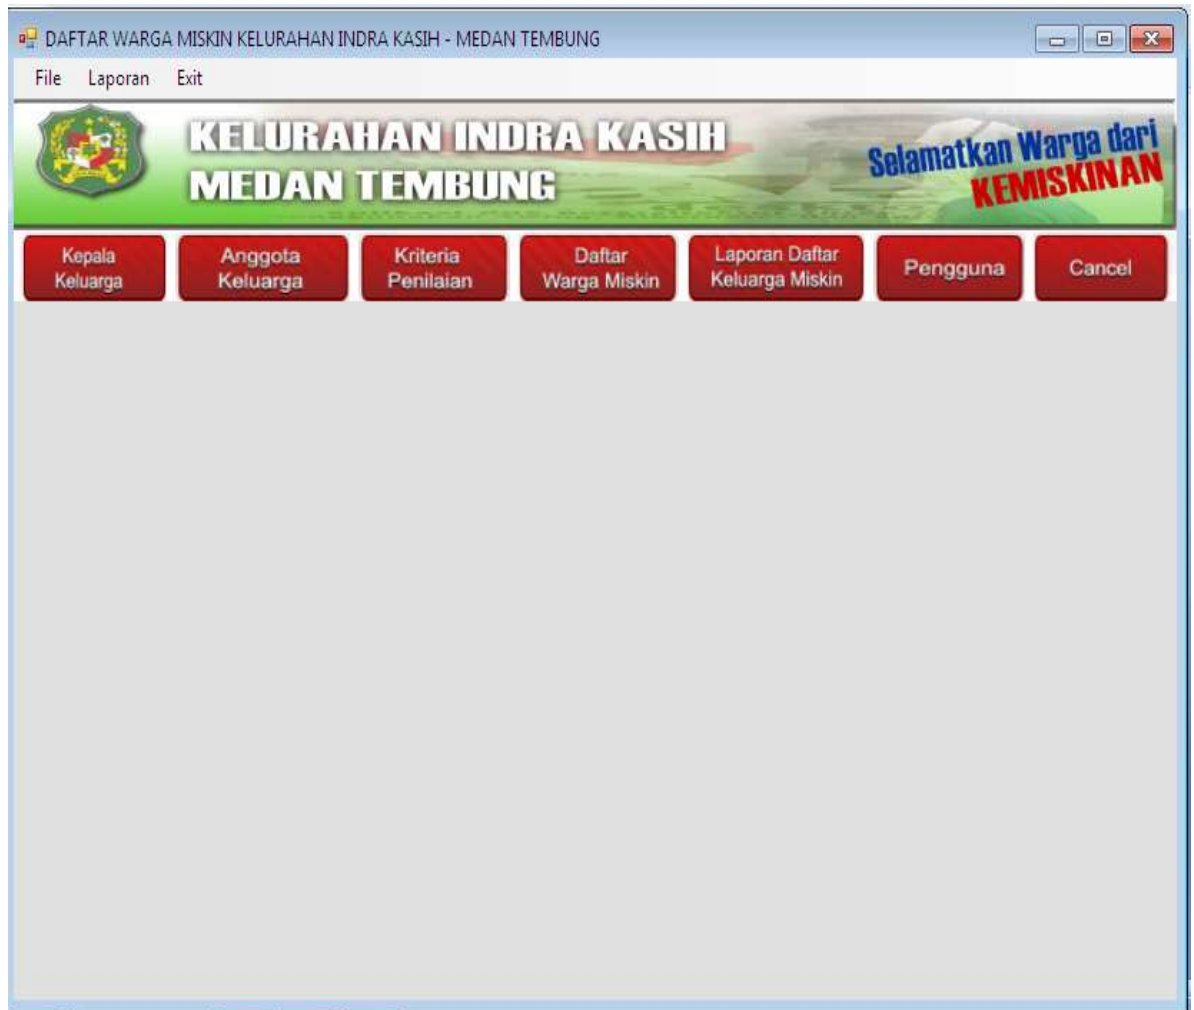 DAFTAR WARGA MISKIN KELURAHAN INDRA KASIH - MEDAN TEMBUNG
File Laporan Exit
KELURAHAN INDRA KASIH
MEDAN TEMBUNG
Selamatkan Warga dari
KEMISKINAN
Kepala
Keluarga
Anggota
Keluarga
Kriteria
Penilaian
Daftar
Warga Miskin
Laporan Daftar
Keluarga Miskin
Pengguna
Cancel